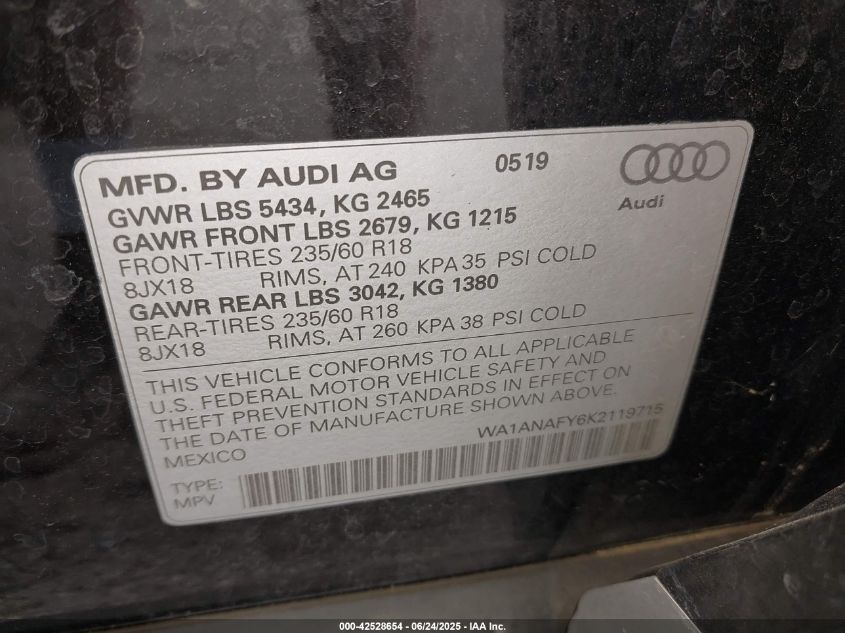 MFD. BY AUDI AG 0519
Audi
GVWR LBS 5434, KG 2465
GAWR FRONT LBS 2679, KG 1215
FRONT-TIRES 235/60 R18
8JX18 RIMS, AT 240 KPA 35 PSI COLD
GAWR REAR LBS 3042, KG 1380
REAR-TIRES 235/60 R18
8JX18 RIMS, AT 260 KPA 38 PSI COLD
THIS VEHICLE CONFORMS TO ALL APPLICABLE
U.S. FEDERAL MOTOR VEHICLE SAFETY AND
THEFT PREVENTION STANDARDS IN EFFECT ON
THE DATE OF MANUFACTURE SHOWN ABOVE.
MEXICO WA1ANAFY6K2119715
TYPE:
MPV
000-42528654 - 06/24/2025 - IAA Inc.